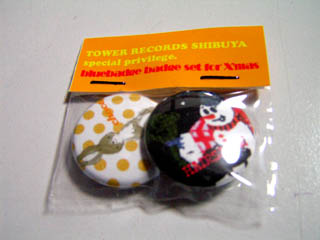 TOWER RECORDS SHIBUYA
special privilege.
bluebadge badge set for X'mas